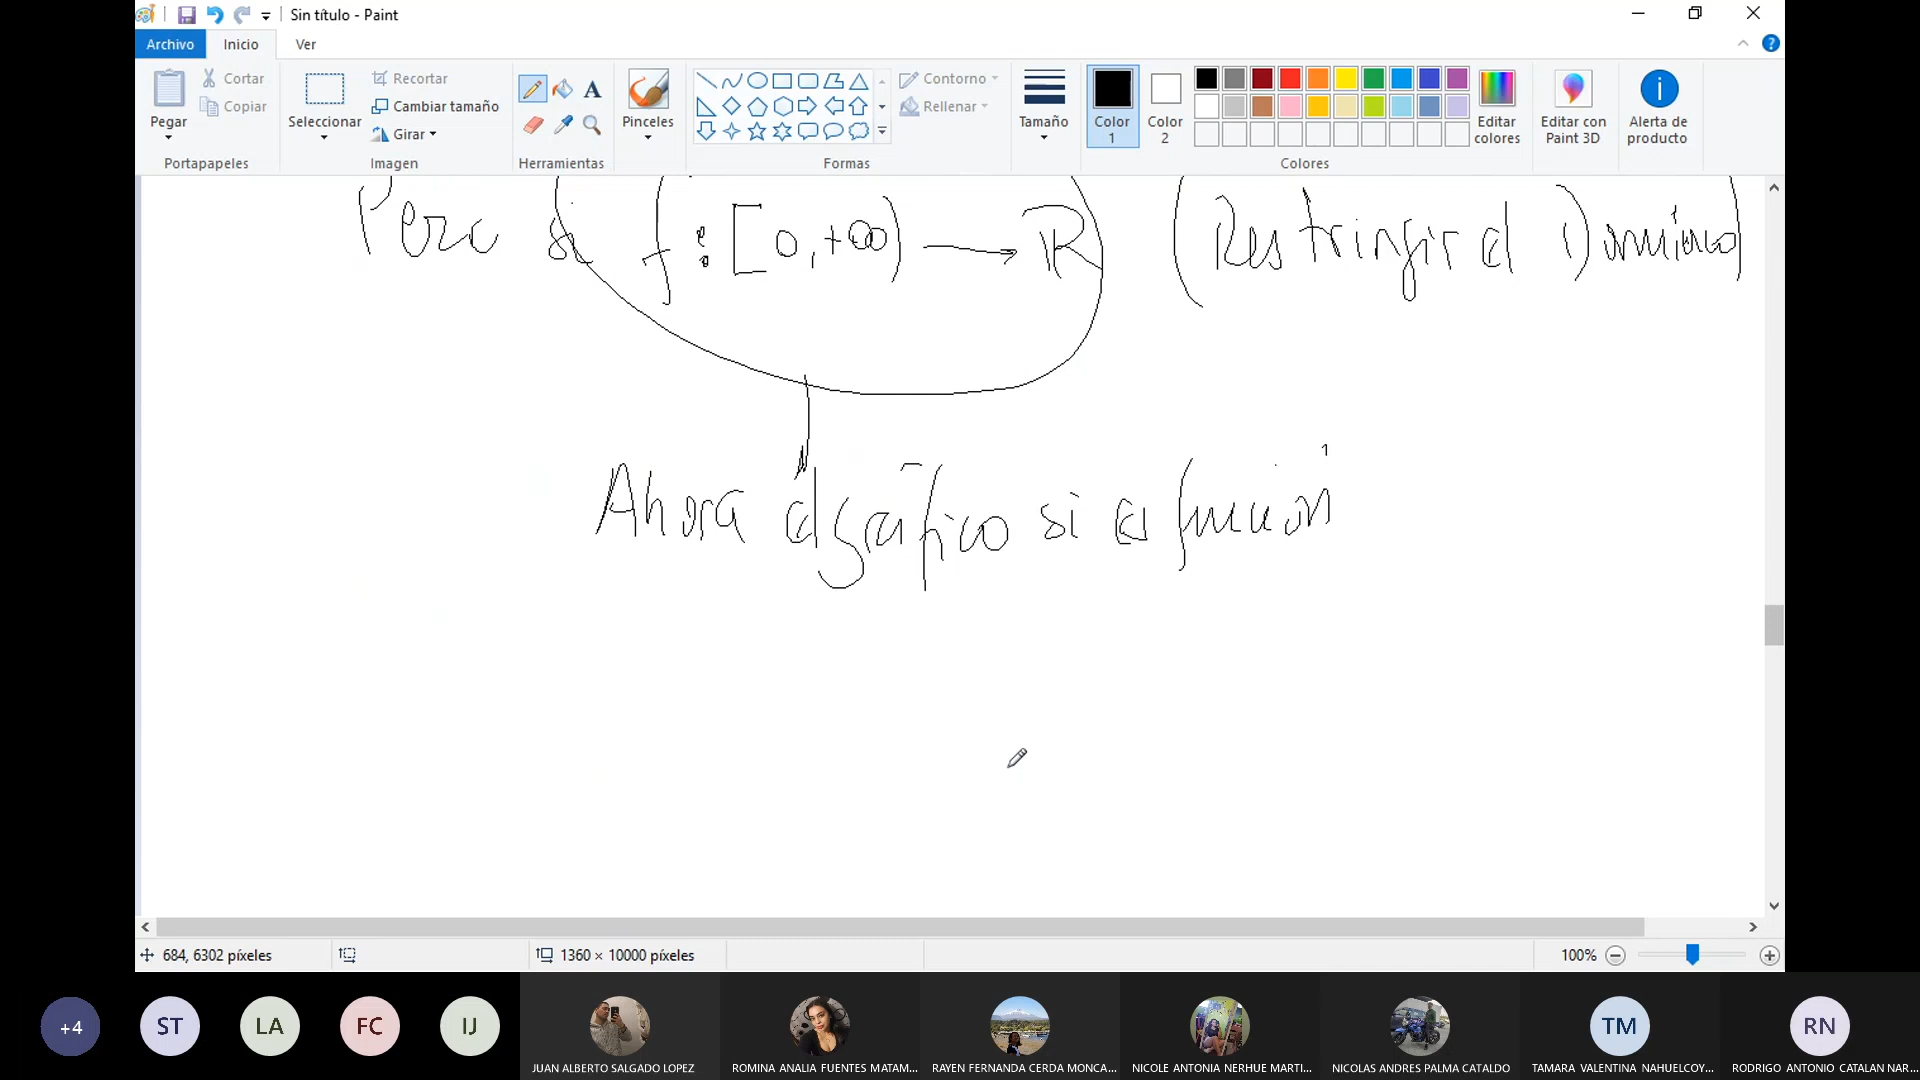 Sin título - Paint
Archivo Inicio Ver
Pegar
Cortar
Copiar
Portapapeles
Seleccionar
Recortar
Cambiar tamaño
Girar
Imagen
A
Herramientas
Pinceles
Contorno
Rellenar
Formas
Tamaño
Color 1
Color 2
Editar colores
Colores
Editar con Paint 3D
Alerta de producto
Pero si f : [0, +∞) → ℝ (Restringir el Dominio)
Ahora el gráfico si es función
684, 6302 píxeles
1360 × 10000 píxeles
100%
+4 ST LA FC IJ TM RN
JUAN ALBERTO SALGADO LOPEZ
ROMINA ANALIA FUENTES MATAM...
RAYEN FERNANDA CERDA MONCA...
NICOLE ANTONIA NERHUE MARTI...
NICOLAS ANDRES PALMA CATALDO
TAMARA VALENTINA NAHUELCOY...
RODRIGO ANTONIO CATALAN NAR...